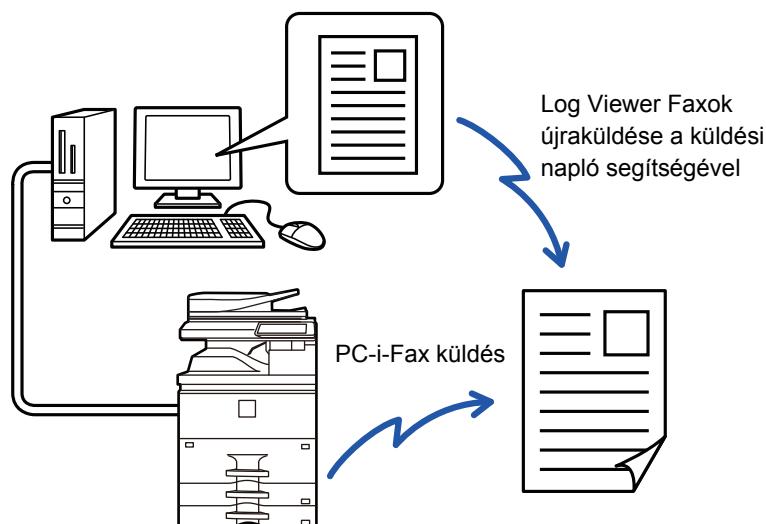 Log Viewer Faxok
újraküldése a küldési
napló segítségével
PC-i-Fax küldés